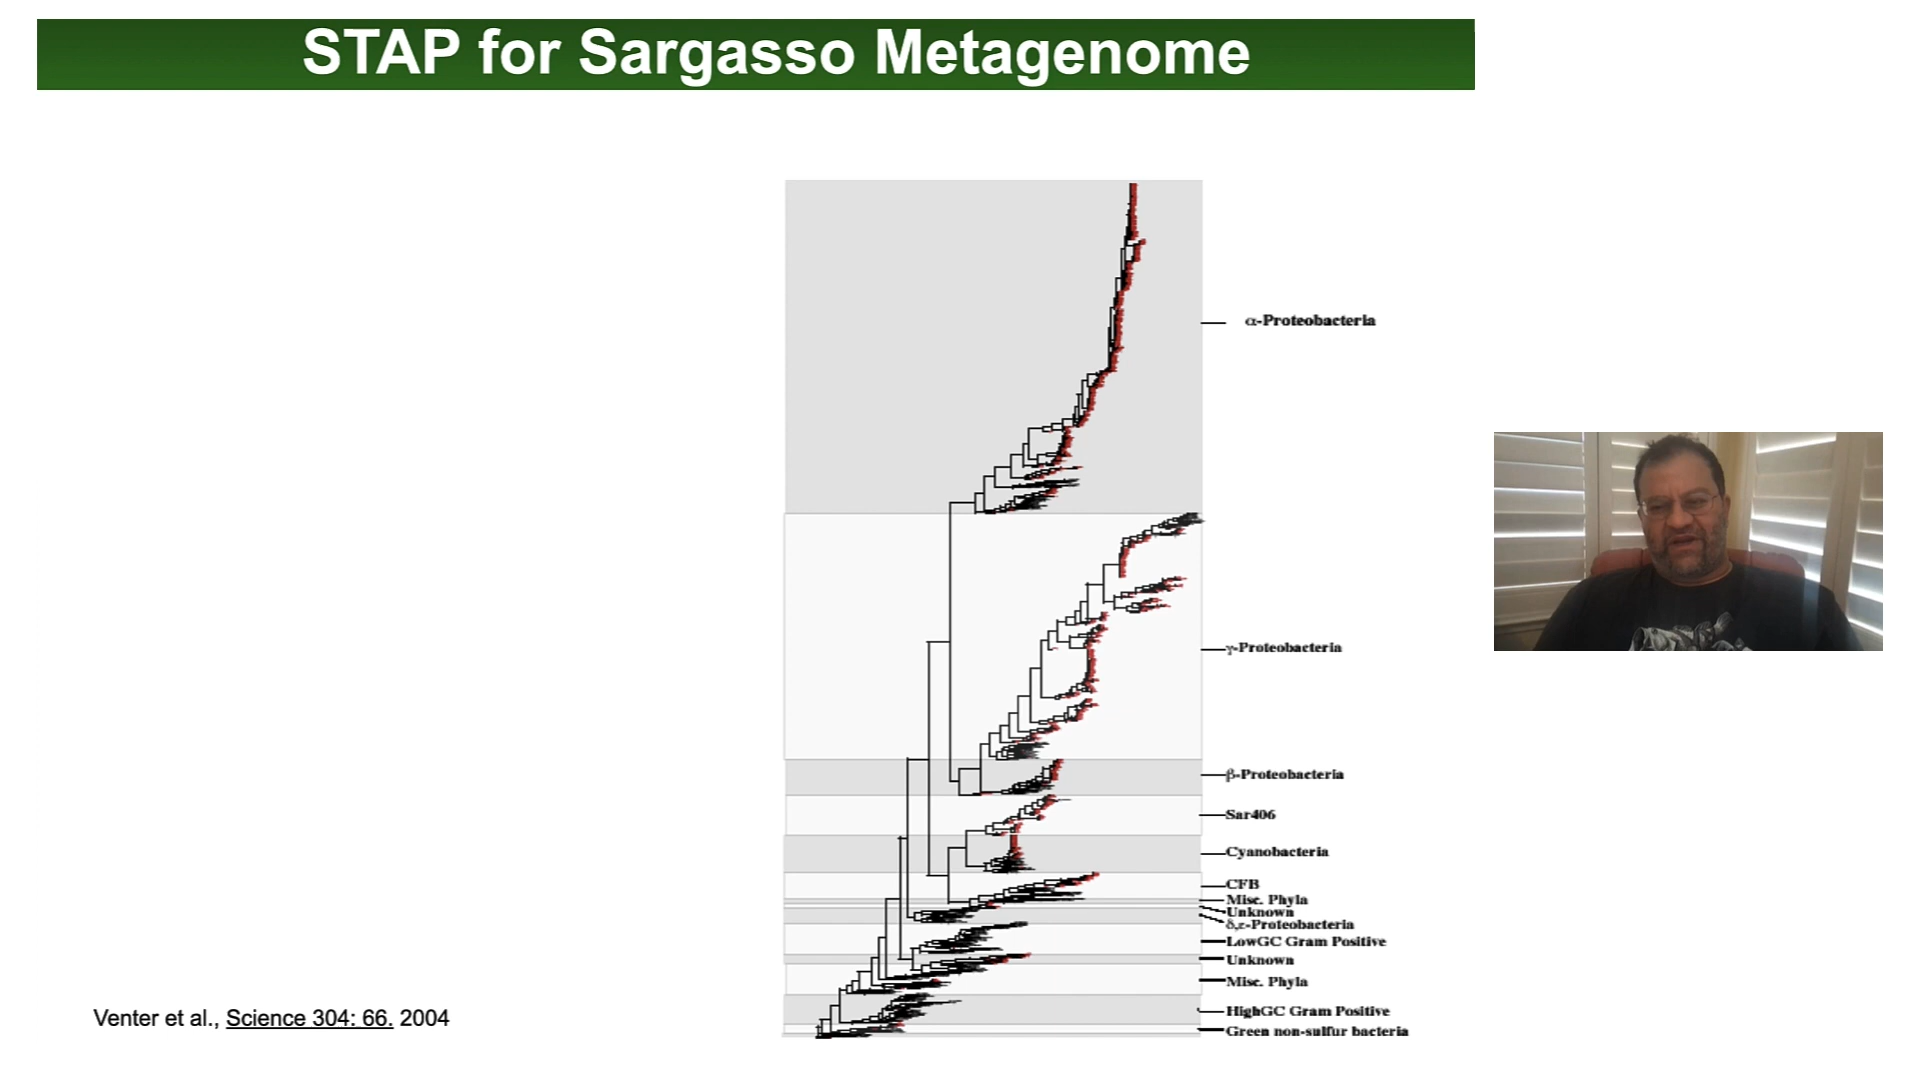 STAP for Sargasso Metagenome
α-Proteobacteria
γ-Proteobacteria
β-Proteobacteria
Sar406
Cyanobacteria
CFB
Misc. Phyla
Unknown
δ,ε-Proteobacteria
LowGC Gram Positive
Unknown
Misc. Phyla
HighGC Gram Positive
Green non-sulfur bacteria
Venter et al., Science 304: 66. 2004